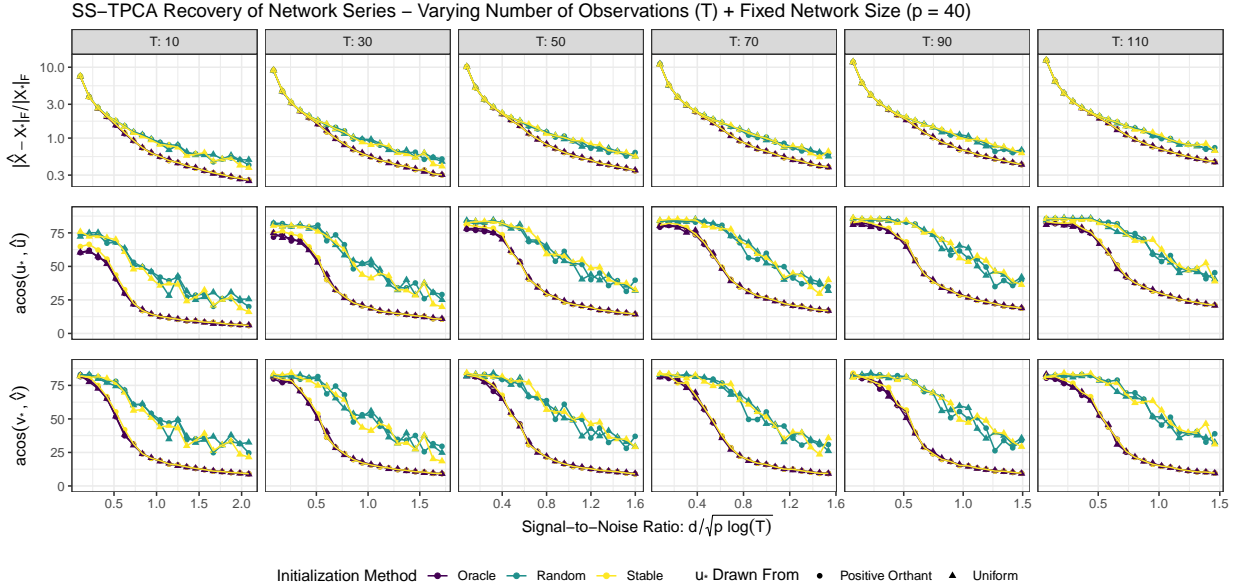 SS−TPCA Recovery of Network Series − Varying Number of Observations (T) + Fixed Network Size (p = 40)
T: 10 T: 30 T: 50 T: 70 T: 90 T: 110
|X̂ − X*|F/|X*|F
10.0
3.0
1.0
0.3
acos(u*, û)
75
50
25
0
acos(v*, v̂)
75
50
25
0
0.5 1.0 1.5 2.0 0.5 1.0 1.5 0.4 0.8 1.2 1.6 0.4 0.8 1.2 1.6 0.5 1.0 1.5 0.5 1.0 1.5
Signal−to−Noise Ratio: d/√p log(T)
Initialization Method Oracle Random Stable u* Drawn From Positive Orthant Uniform